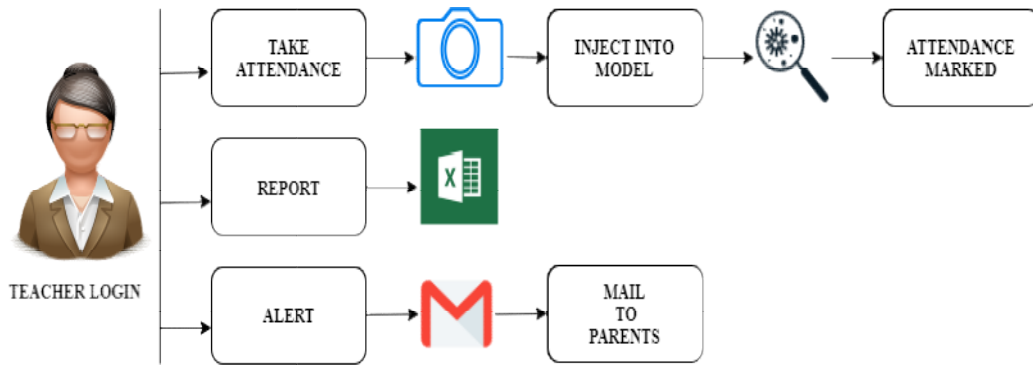 TAKE
ATTENDANCE
INJECT INTO
MODEL
ATTENDANCE
MARKED
REPORT
X
TEACHER LOGIN
ALERT
MAIL
TO
PARENTS